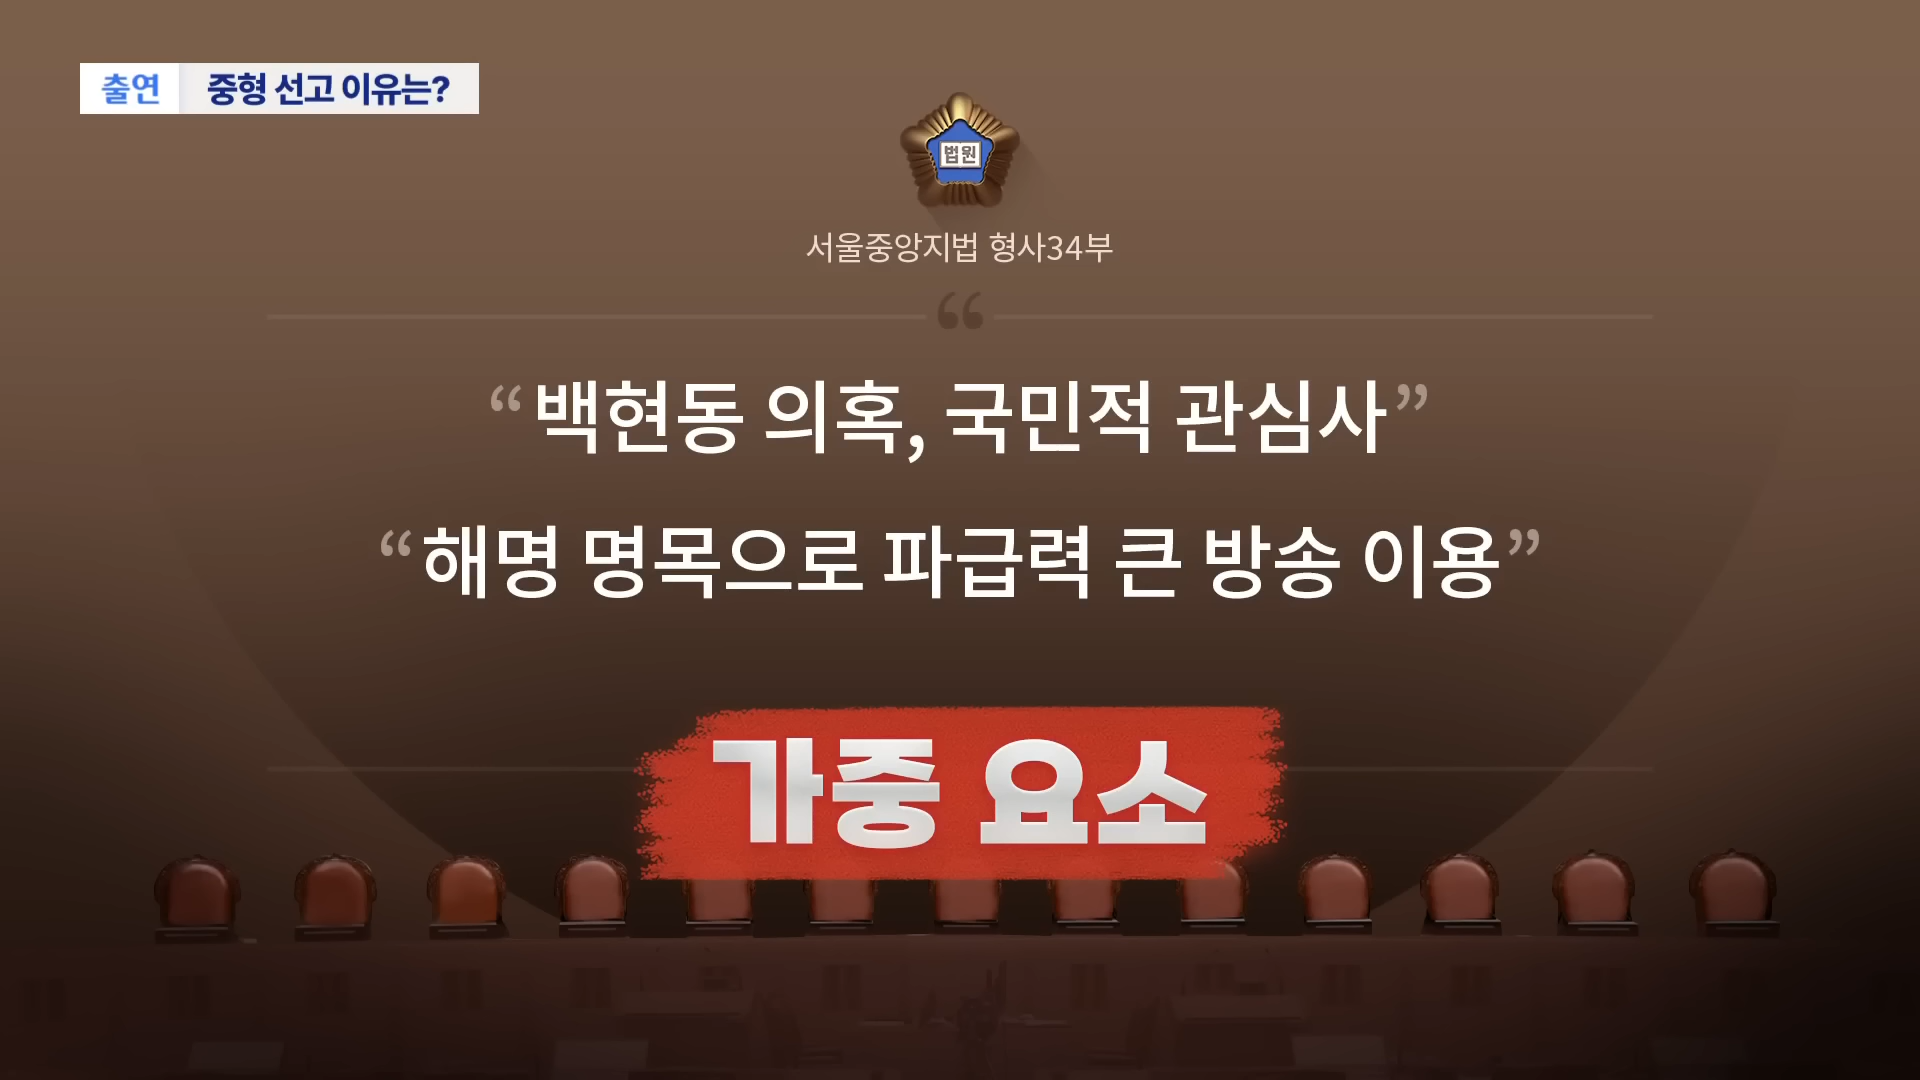 출연 중형 선고 이유는?
법원
서울중앙지법 형사34부
“
“백현동 의혹, 국민적 관심사”
“해명 명목으로 파급력 큰 방송 이용”
가중 요소